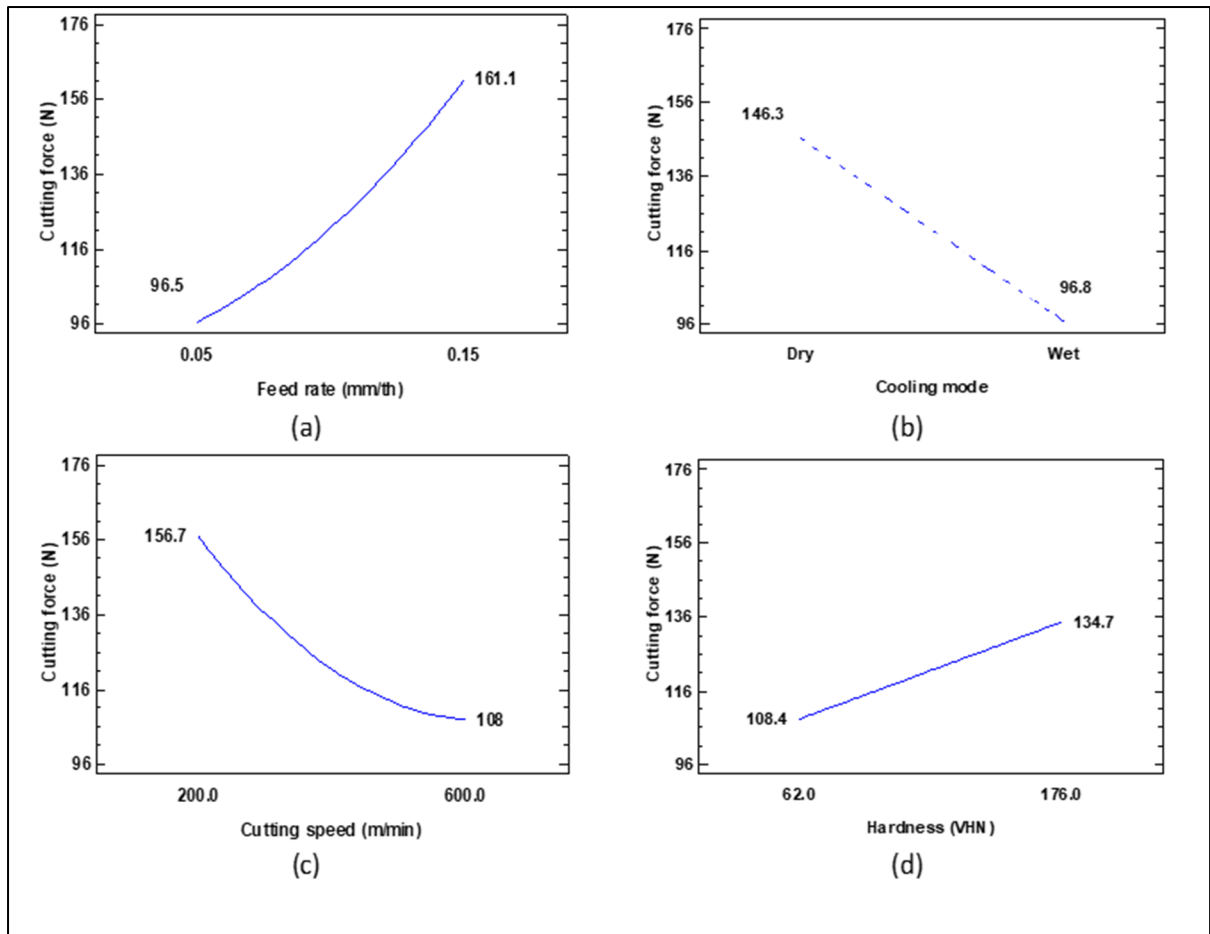 176
156
136
116
96
Cutting force (N)
161.1
96.5
0.05 0.15
Feed rate (mm/th)
(a)
176
156
136
116
96
Cutting force (N)
146.3
96.8
Dry Wet
Cooling mode
(b)
176
156
136
116
96
Cutting force (N)
156.7
108
200.0 600.0
Cutting speed (m/min)
(c)
176
156
136
116
96
Cutting force (N)
134.7
108.4
62.0 176.0
Hardness (VHN)
(d)